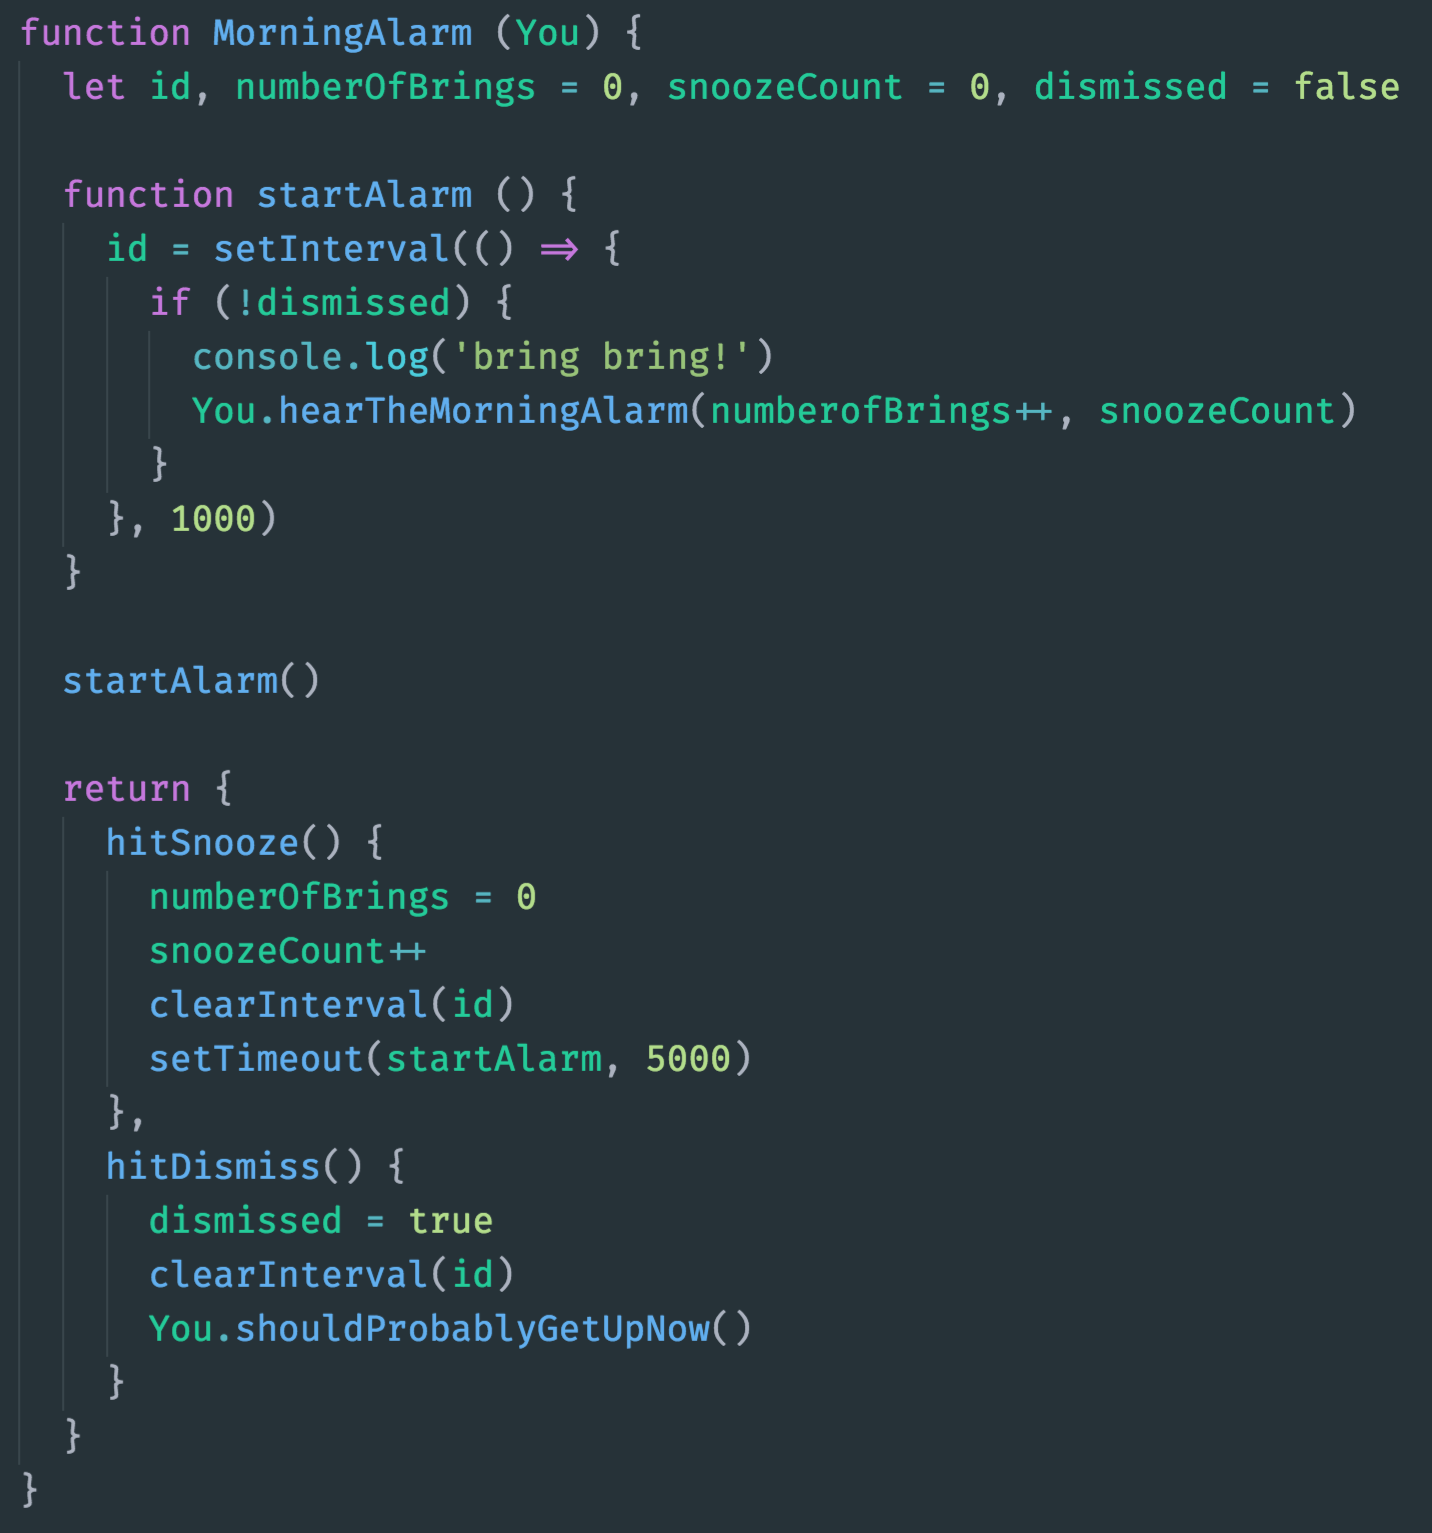 function MorningAlarm (You) {
  let id, numberOfBrings = 0, snoozeCount = 0, dismissed = false

  function startAlarm () {
    id = setInterval(() => {
      if (!dismissed) {
        console.log('bring bring!')
        You.hearTheMorningAlarm(numberofBrings++, snoozeCount)
      }
    }, 1000)
  }

  startAlarm()

  return {
    hitSnooze() {
      numberOfBrings = 0
      snoozeCount++
      clearInterval(id)
      setTimeout(startAlarm, 5000)
    },
    hitDismiss() {
      dismissed = true
      clearInterval(id)
      You.shouldProbablyGetUpNow()
    }
  }
}